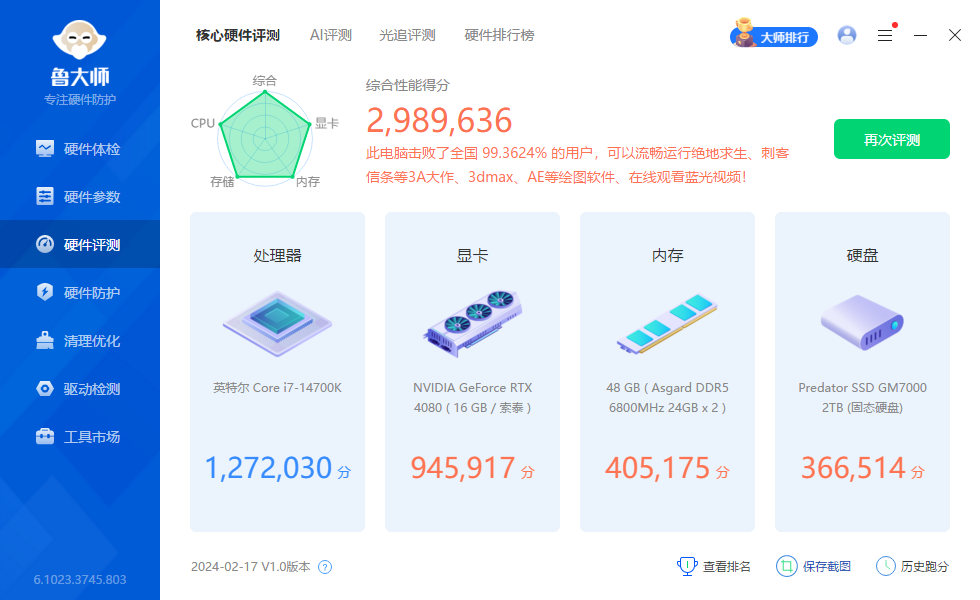 鲁大师
专注硬件防护
硬件体检
硬件参数
硬件评测
硬件防护
清理优化
驱动检测
工具市场
6.1023.3745.803
核心硬件评测 AI评测 光追评测 硬件排行榜
大师排行
综合
CPU
显卡
存储
内存
综合性能得分
2,989,636
此电脑击败了全国 99.3624% 的用户，可以流畅运行绝地求生、刺客
信条等3A大作、3dmax、AE等绘图软件、在线观看蓝光视频！
再次评测
处理器
英特尔 Core i7-14700K
1,272,030 分
显卡
NVIDIA GeForce RTX
4080 ( 16 GB / 索泰 )
945,917 分
内存
48 GB ( Asgard DDR5
6800MHz 24GB x 2 )
405,175 分
硬盘
Predator SSD GM7000
2TB (固态硬盘)
366,514 分
2024-02-17 V1.0版本 ?
查看排名 保存截图 历史跑分